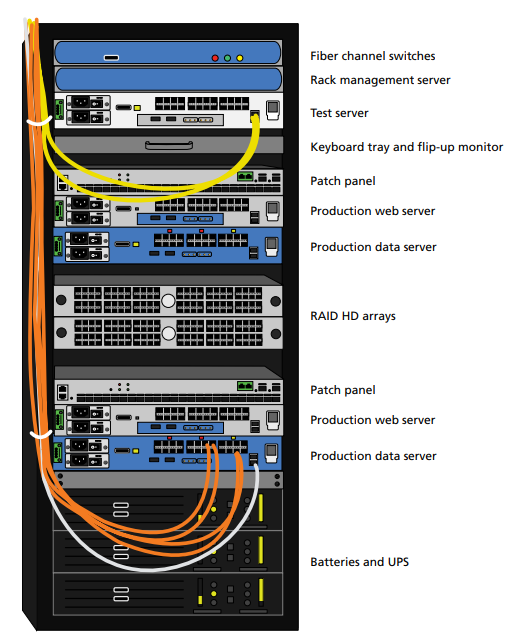 Fiber channel switches
Rack management server
Test server
Keyboard tray and flip-up monitor
Patch panel
Production web server
Production data server
RAID HD arrays
Patch panel
Production web server
Production data server
Batteries and UPS